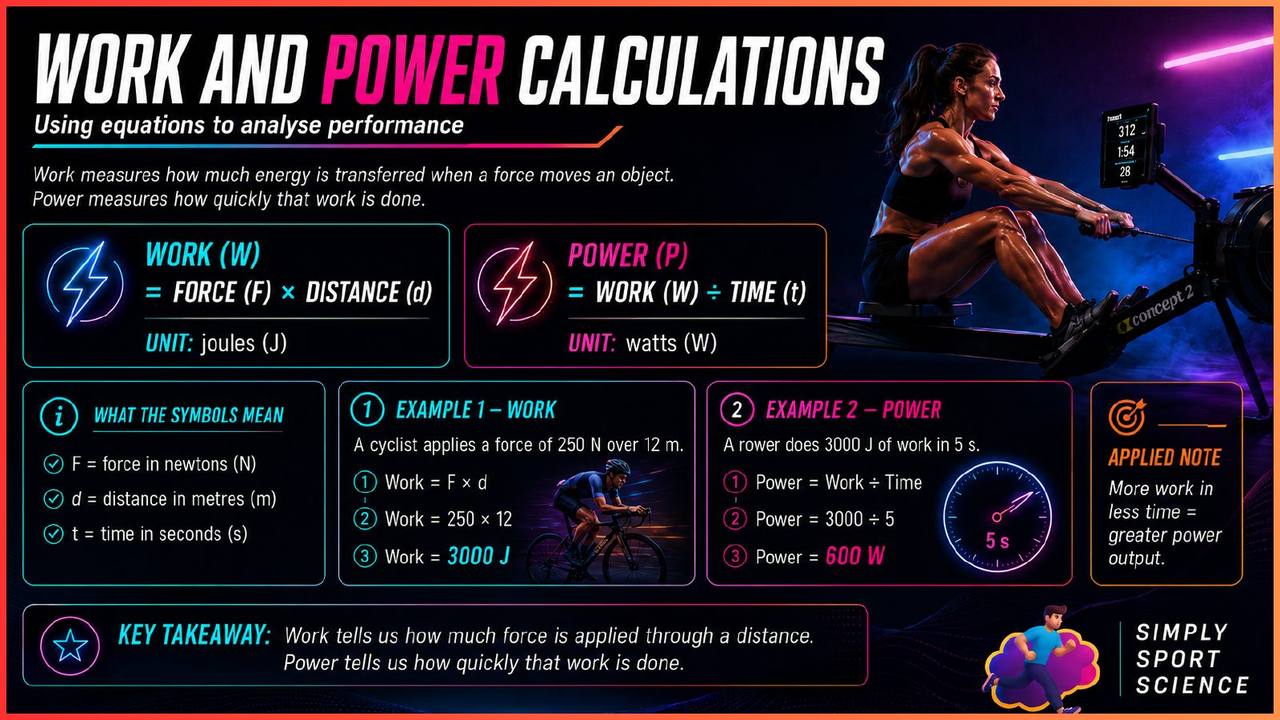 WORK AND POWER CALCULATIONS
Using equations to analyse performance
Work measures how much energy is transferred when a force moves an object.
Power measures how quickly that work is done.
WORK (W)
= FORCE (F) × DISTANCE (d)
UNIT: joules (J)
POWER (P)
= WORK (W) ÷ TIME (t)
UNIT: watts (W)
312
1:54
28
concept 2
i WHAT THE SYMBOLS MEAN
F = force in newtons (N)
d = distance in metres (m)
t = time in seconds (s)
1 EXAMPLE 1 – WORK
A cyclist applies a force of 250 N over 12 m.
1 Work = F × d
2 Work = 250 × 12
3 Work = 3000 J
2 EXAMPLE 2 – POWER
A rower does 3000 J of work in 5 s.
1 Power = Work ÷ Time
2 Power = 3000 ÷ 5
3 Power = 600 W
5 s
APPLIED NOTE
More work in
less time =
greater power
output.
KEY TAKEAWAY: Work tells us how much force is applied through a distance.
Power tells us how quickly that work is done.
SIMPLY
SPORT
SCIENCE